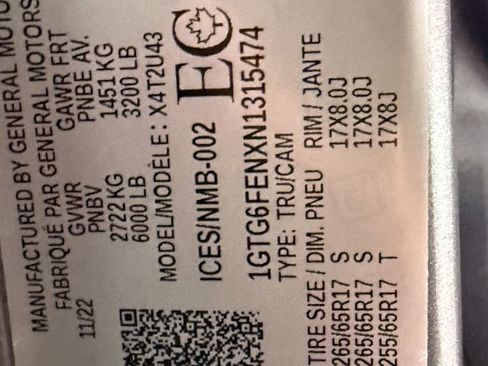 MANUFACTURED BY GENERAL MOTO
FABRIQUÉ PAR GENERAL MOTORS
11/22 GVWR GAWR FRT
PNBV PNBE AV.
2722 KG 1451 KG
6000 LB 3200 LB
MODEL/MODÈLE: X4T2U43
ICES/NMB-002 EC
1GTG6FENXN1315474
TYPE: TRU/CAM
TIRE SIZE / DIM. PNEU RIM / JANTE
265/65R17 S 17X8.0J
265/65R17 S 17X8.0J
255/65R17 T 17X8J